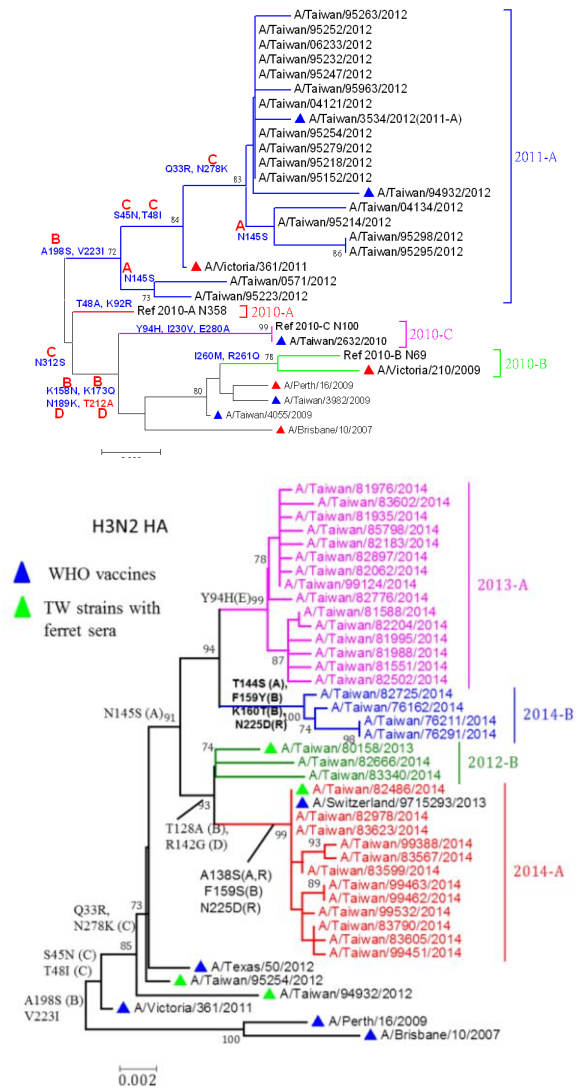 A/Taiwan/95263/2012
A/Taiwan/95252/2012
A/Taiwan/06233/2012
A/Taiwan/95232/2012
A/Taiwan/95247/2012
A/Taiwan/95963/2012
A/Taiwan/04121/2012
A/Taiwan/3534/2012(2011-A)
A/Taiwan/95254/2012
A/Taiwan/95279/2012
A/Taiwan/95218/2012
A/Taiwan/95152/2012
A/Taiwan/94932/2012
A/Taiwan/04134/2012
A/Taiwan/95214/2012
A/Taiwan/95298/2012
A/Taiwan/95295/2012
86
2011-A
C
Q33R, N278K
83
C C
S45N,T48I
84
A
N145S
B
A198S, V223I
72
A/Victoria/361/2011
A
N145S
A/Taiwan/0571/2012
73
A/Taiwan/95223/2012
T48A, K92R
Ref 2010-A N358
2010-A
Y94H, I230V, E280A
99
Ref 2010-C N100
A/Taiwan/2632/2010
2010-C
C
N312S
I260M, R261Q
78
Ref 2010-B N69
A/Victoria/210/2009
2010-B
B B
K158N, K173Q
N189K, T212A
D D
80
A/Perth/16/2009
A/Taiwan/3982/2009
A/Taiwan/4055/2009
A/Brisbane/10/2007
H3N2 HA
WHO vaccines
TW strains with
ferret sera
A/Taiwan/81976/2014
A/Taiwan/83602/2014
A/Taiwan/81935/2014
A/Taiwan/85798/2014
A/Taiwan/82183/2014
A/Taiwan/82897/2014
A/Taiwan/82062/2014
A/Taiwan/99124/2014
A/Taiwan/82776/2014
A/Taiwan/81588/2014
A/Taiwan/82204/2014
A/Taiwan/81995/2014
A/Taiwan/81988/2014
A/Taiwan/81551/2014
A/Taiwan/82502/2014
2013-A
78
Y94H(E)
99
87
94
T144S (A),
F159Y(B)
K160T(B),
N225D(R)
100
74
98
A/Taiwan/82725/2014
A/Taiwan/76162/2014
A/Taiwan/76211/2014
A/Taiwan/76291/2014
2014-B
N145S (A)
91
74
A/Taiwan/80158/2013
A/Taiwan/82666/2014
A/Taiwan/83340/2014
2012-B
93
T128A (B),
R142G (D)
A138S(A,R)
F159S(B)
N225D(R)
99
A/Taiwan/82486/2014
A/Switzerland/9715293/2013
A/Taiwan/82978/2014
A/Taiwan/83623/2014
93
A/Taiwan/99388/2014
A/Taiwan/83567/2014
A/Taiwan/83599/2014
89
A/Taiwan/99463/2014
A/Taiwan/99462/2014
A/Taiwan/99532/2014
A/Taiwan/83790/2014
A/Taiwan/83605/2014
A/Taiwan/99451/2014
2014-A
Q33R,
N278K (C)
73
S45N (C)
T48I (C)
85
A198S (B)
V223I
A/Texas/50/2012
A/Taiwan/95254/2012
A/Taiwan/94932/2012
A/Victoria/361/2011
A/Perth/16/2009
100
A/Brisbane/10/2007
0.002